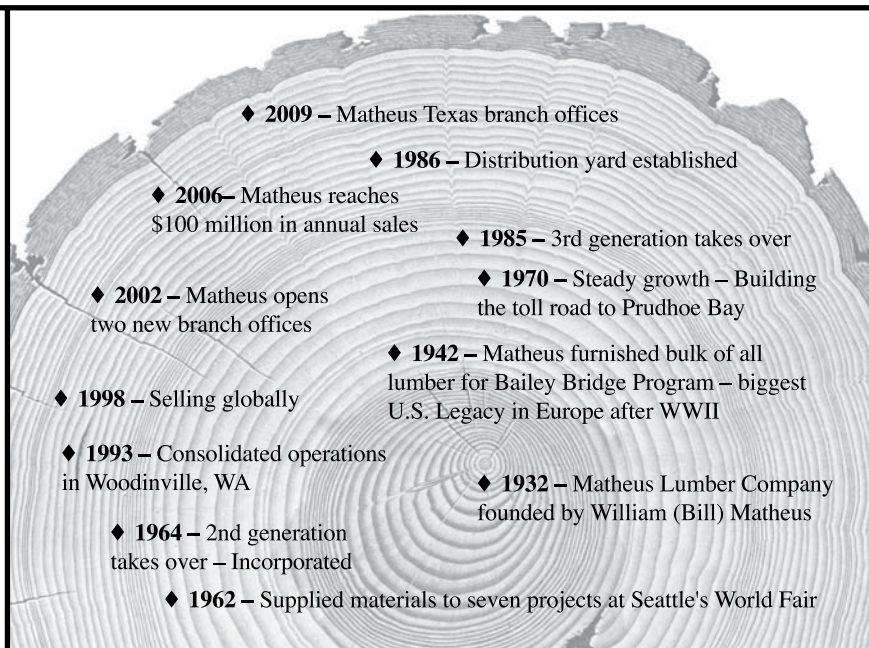 ♦ 2009 – Matheus Texas branch offices
♦ 1986 – Distribution yard established
♦ 2006– Matheus reaches
$100 million in annual sales
♦ 1985 – 3rd generation takes over
♦ 1970 – Steady growth – Building
the toll road to Prudhoe Bay
♦ 2002 – Matheus opens
two new branch offices
♦ 1942 – Matheus furnished bulk of all
lumber for Bailey Bridge Program – biggest
U.S. Legacy in Europe after WWII
♦ 1998 – Selling globally
♦ 1993 – Consolidated operations
in Woodinville, WA
♦ 1932 – Matheus Lumber Company
founded by William (Bill) Matheus
♦ 1964 – 2nd generation
takes over – Incorporated
♦ 1962 – Supplied materials to seven projects at Seattle's World Fair